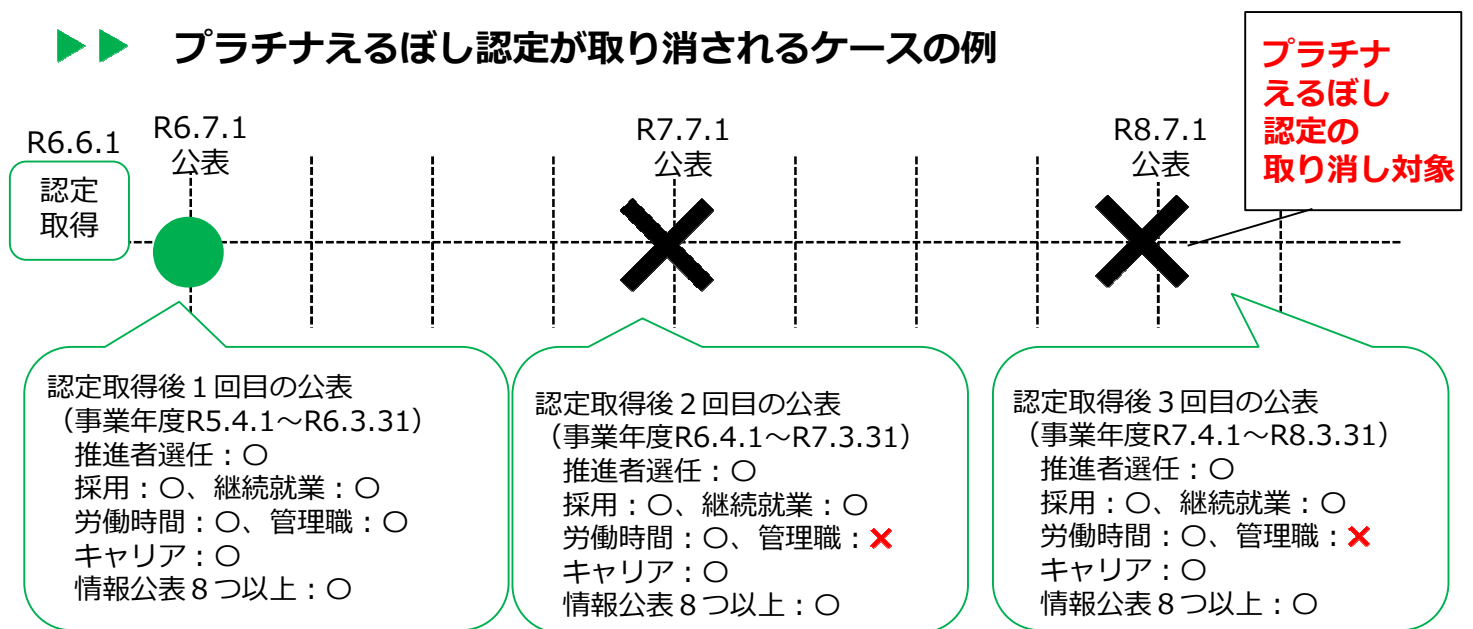 プラチナえるぼし認定が取り消されるケースの例
プラチナ
えるぼし
認定の
取り消し対象
R6.6.1
認定
取得
R6.7.1
公表
R7.7.1
公表
R8.7.1
公表
認定取得後１回目の公表
（事業年度R5.4.1～R6.3.31）
推進者選任：〇
採用：〇、継続就業：〇
労働時間：〇、管理職：〇
キャリア：〇
情報公表８つ以上：〇
認定取得後２回目の公表
（事業年度R6.4.1～R7.3.31）
推進者選任：〇
採用：〇、継続就業：〇
労働時間：〇、管理職：×
キャリア：〇
情報公表８つ以上：〇
認定取得後３回目の公表
（事業年度R7.4.1～R8.3.31）
推進者選任：〇
採用：〇、継続就業：〇
労働時間：〇、管理職：×
キャリア：〇
情報公表８つ以上：〇